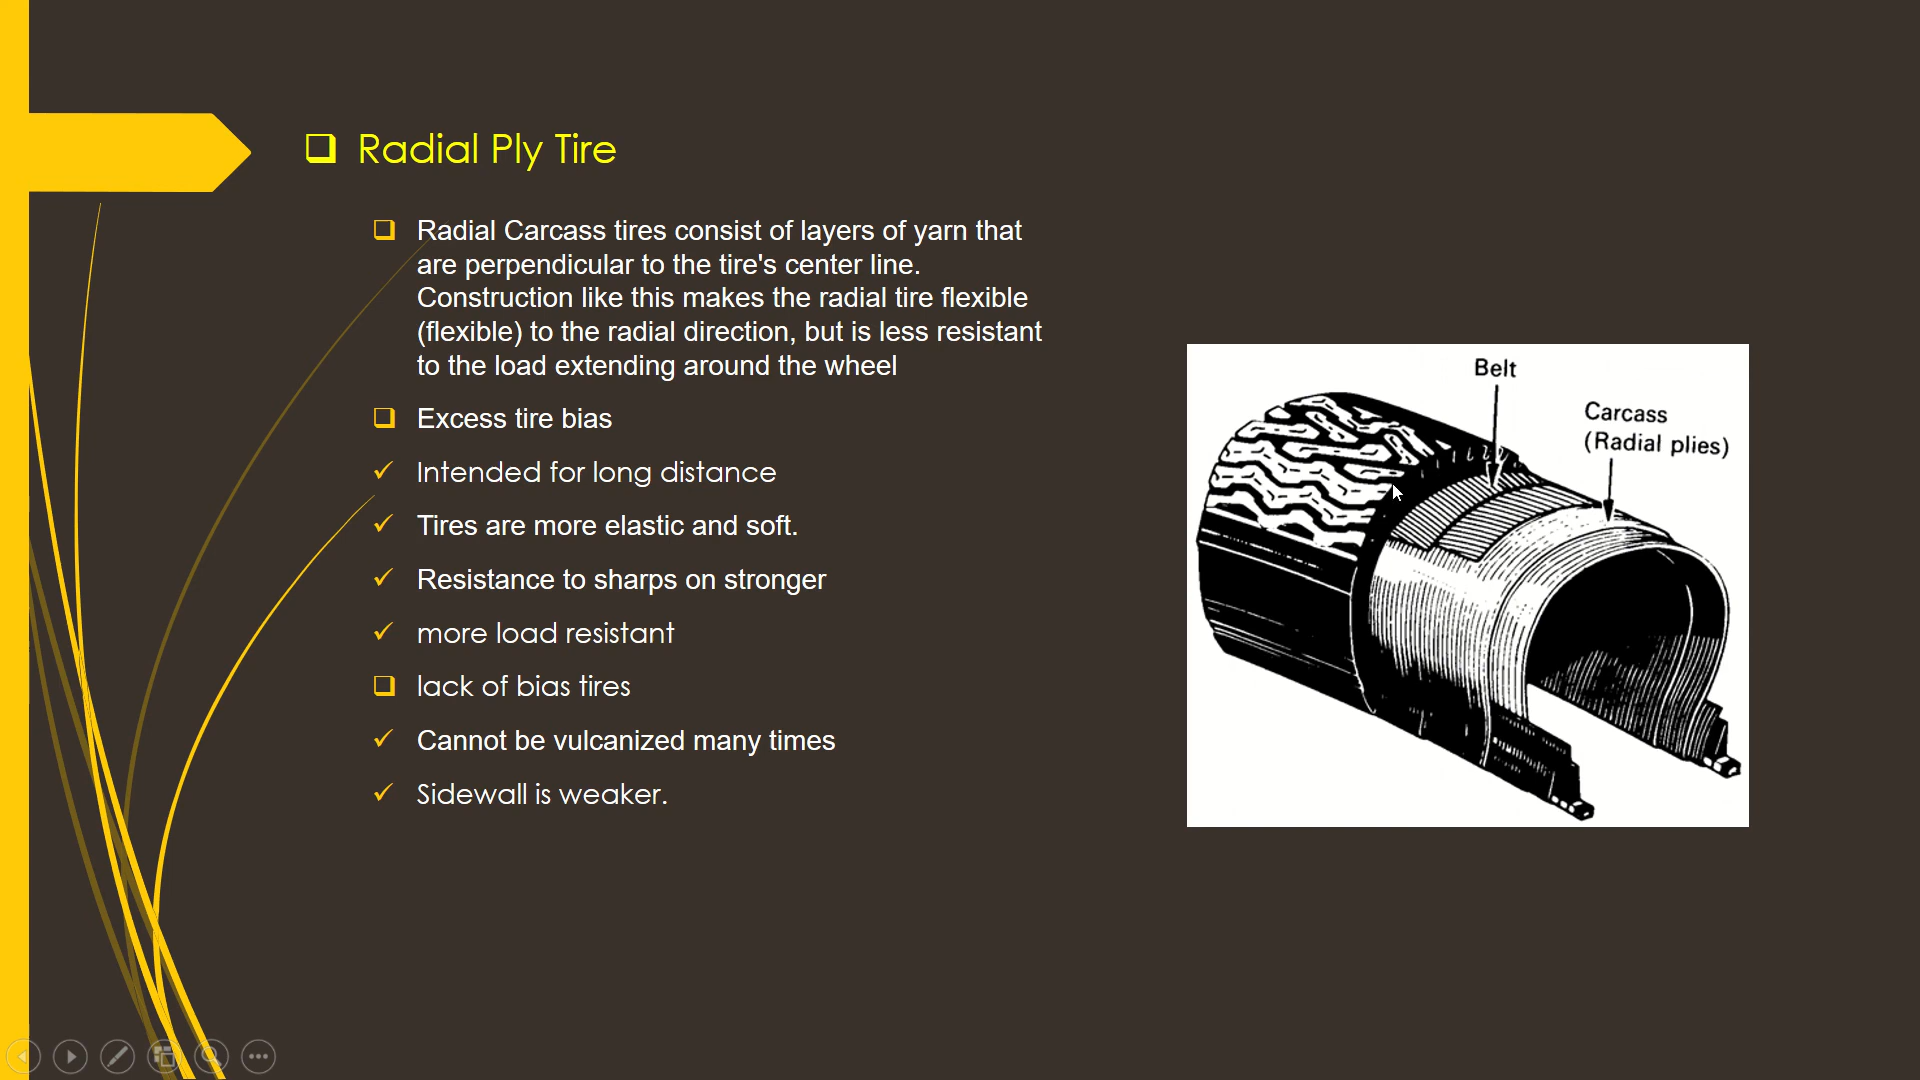 Radial Ply Tire
Radial Carcass tires consist of layers of yarn that
are perpendicular to the tire's center line.
Construction like this makes the radial tire flexible
(flexible) to the radial direction, but is less resistant
to the load extending around the wheel
Excess tire bias
Intended for long distance
Tires are more elastic and soft.
Resistance to sharps on stronger
more load resistant
lack of bias tires
Cannot be vulcanized many times
Sidewall is weaker.
Belt
Carcass
(Radial plies)